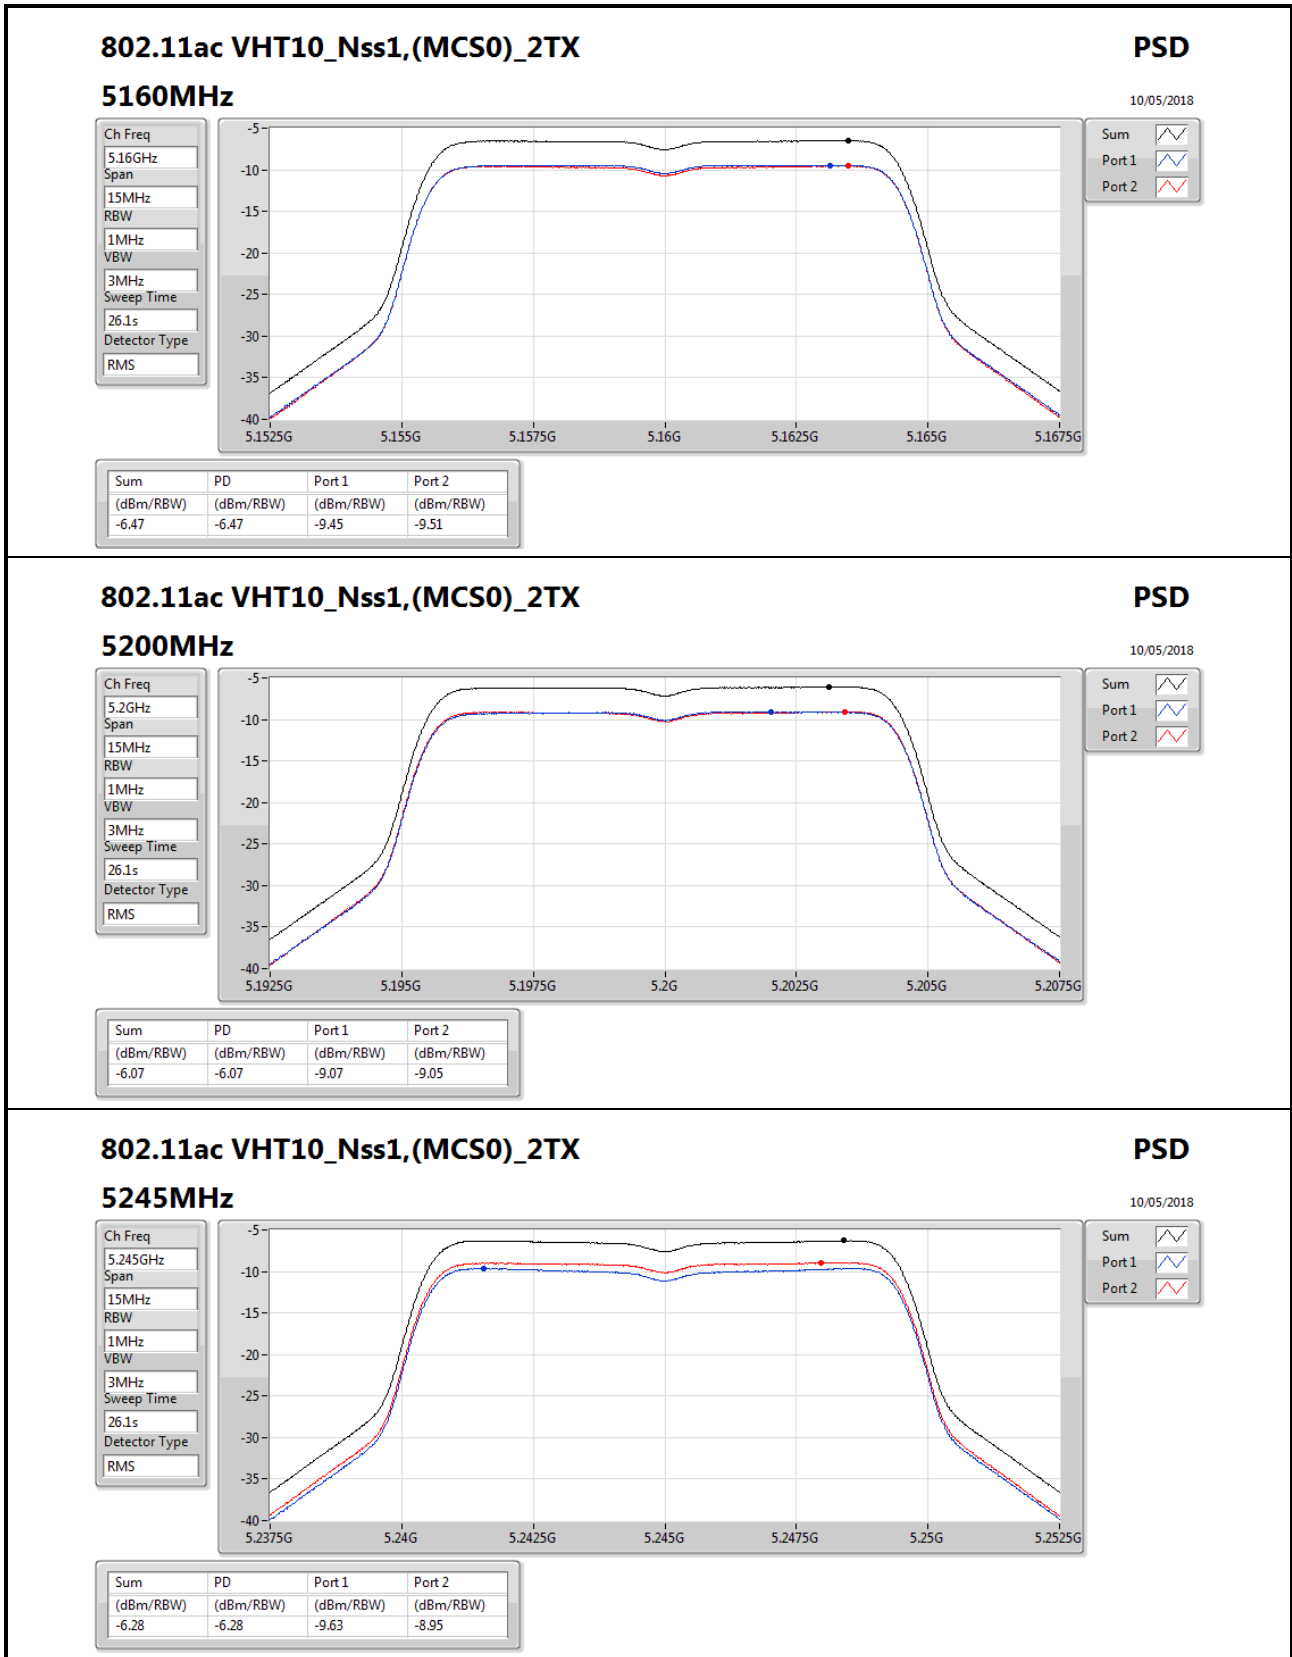 802.11ac VHT10_Nss1,(MCS0)_2TX PSD
5160MHz 10/05/2018
Ch Freq
5.16GHz
Span
15MHz
RBW
1MHz
VBW
3MHz
Sweep Time
26.1s
Detector Type
RMS
-5
-10
-15
-20
-25
-30
-35
-40
5.1525G 5.155G 5.1575G 5.16G 5.1625G 5.165G 5.1675G
Sum
Port 1
Port 2
Sum PD Port 1 Port 2
(dBm/RBW) (dBm/RBW) (dBm/RBW) (dBm/RBW)
-6.47 -6.47 -9.45 -9.51
802.11ac VHT10_Nss1,(MCS0)_2TX PSD
5200MHz 10/05/2018
Ch Freq
5.2GHz
Span
15MHz
RBW
1MHz
VBW
3MHz
Sweep Time
26.1s
Detector Type
RMS
-5
-10
-15
-20
-25
-30
-35
-40
5.1925G 5.195G 5.1975G 5.2G 5.2025G 5.205G 5.2075G
Sum
Port 1
Port 2
Sum PD Port 1 Port 2
(dBm/RBW) (dBm/RBW) (dBm/RBW) (dBm/RBW)
-6.07 -6.07 -9.07 -9.05
802.11ac VHT10_Nss1,(MCS0)_2TX PSD
5245MHz 10/05/2018
Ch Freq
5.245GHz
Span
15MHz
RBW
1MHz
VBW
3MHz
Sweep Time
26.1s
Detector Type
RMS
-5
-10
-15
-20
-25
-30
-35
-40
5.2375G 5.24G 5.2425G 5.245G 5.2475G 5.25G 5.2525G
Sum
Port 1
Port 2
Sum PD Port 1 Port 2
(dBm/RBW) (dBm/RBW) (dBm/RBW) (dBm/RBW)
-6.28 -6.28 -9.63 -8.95